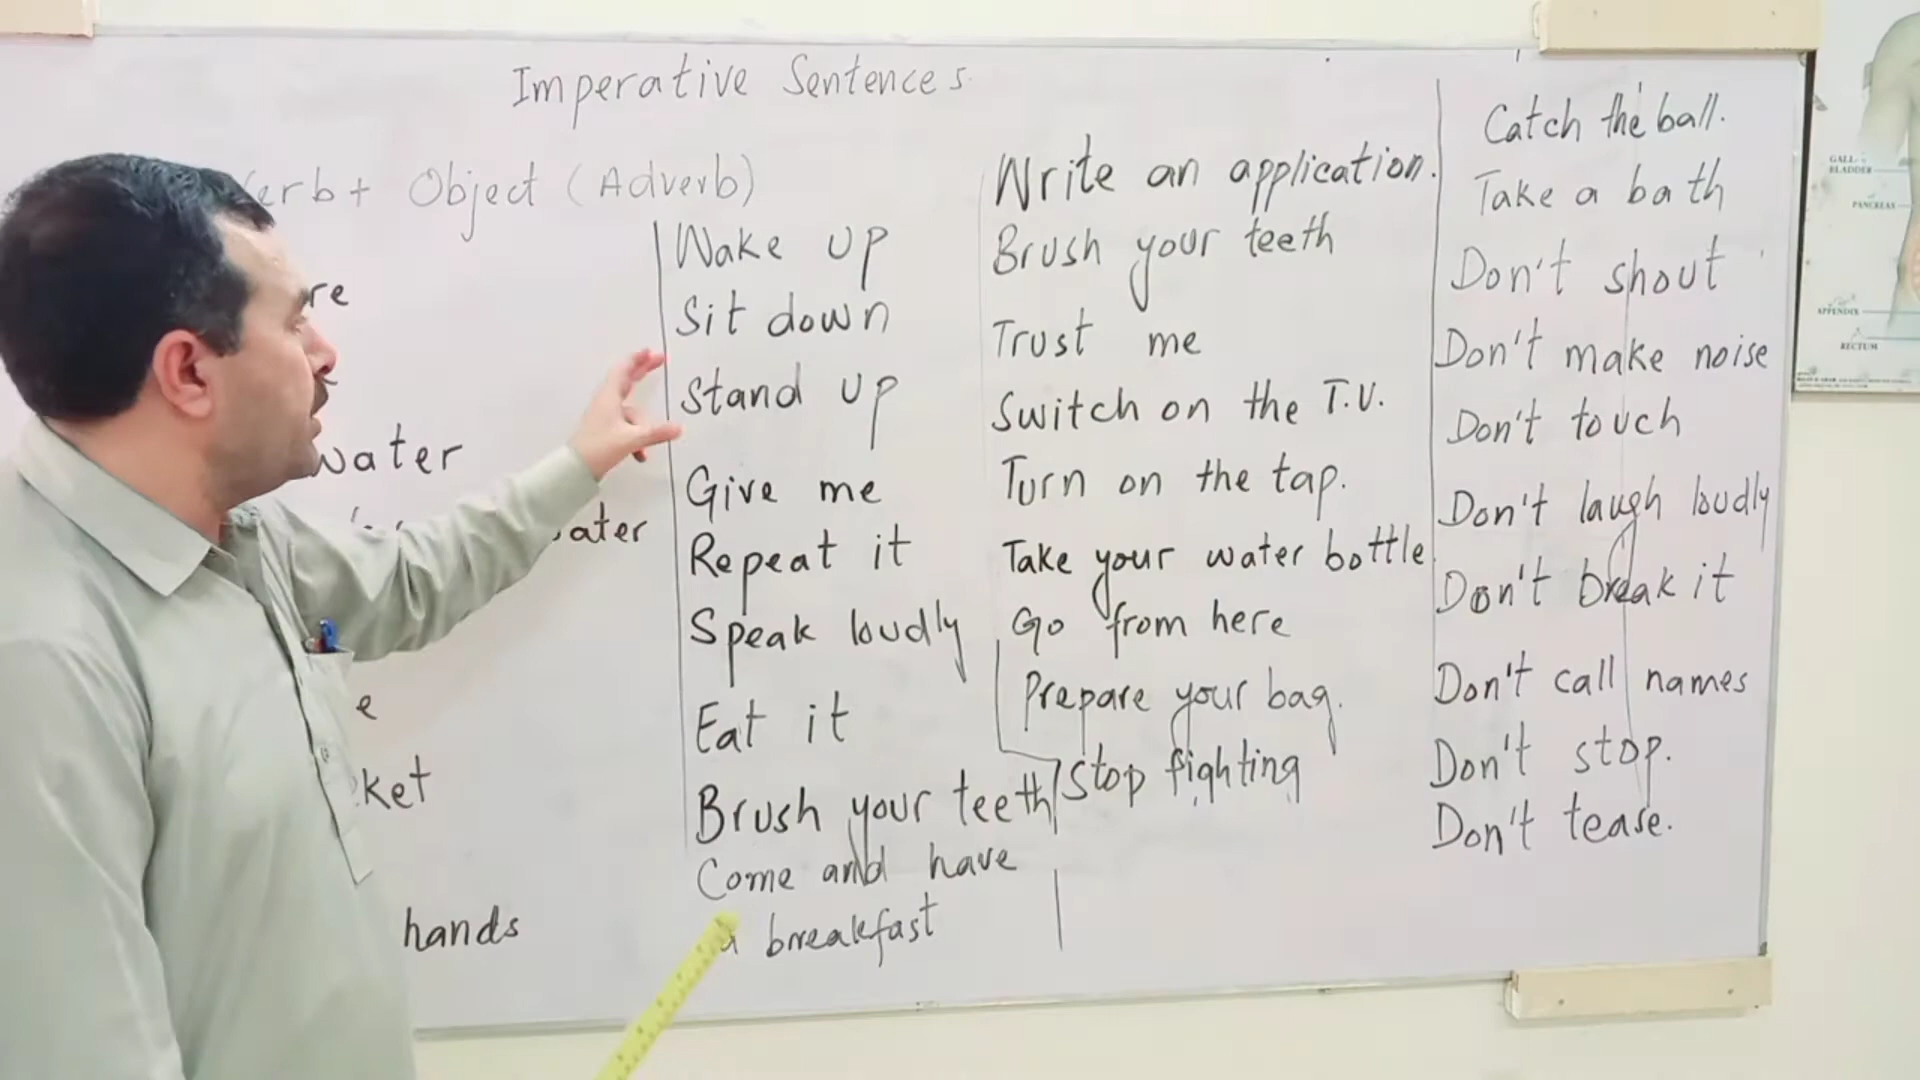 Imperative Sentences
Verb + Object (Adverb)
water
water
hands
Wake up
Sit down
Stand up
Give me
Repeat it
Speak loudly
Eat it
Brush your teeth
Come and have
a breakfast
Write an application.
Brush your teeth
Trust me
Switch on the T.V.
Turn on the tap.
Take your water bottle
Go from here
Prepare your bag.
Stop fighting
Catch the ball.
Take a bath
Don't shout
Don't make noise
Don't touch
Don't laugh loudly
Don't break it
Don't call names
Don't stop.
Don't tease.
GALL-
BLADDER
PANCREAS
APPENDIX
RECTUM